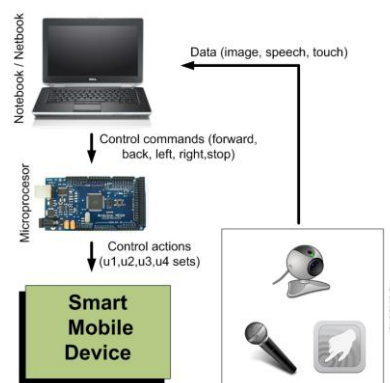 Notebook / Netbook
Data (image, speech, touch)
Control commands (forward,
back, left, right,stop)
Microprocesor
Control actions
(u1,u2,u3,u4 sets)
Smart
Mobile
Device